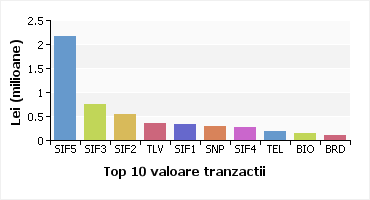 Lei (milioane)
2.5
2
1.5
1
0.5
0
SIF5 SIF3 SIF2 TLV SIF1 SNP SIF4 TEL BIO BRD
Top 10 valoare tranzactii